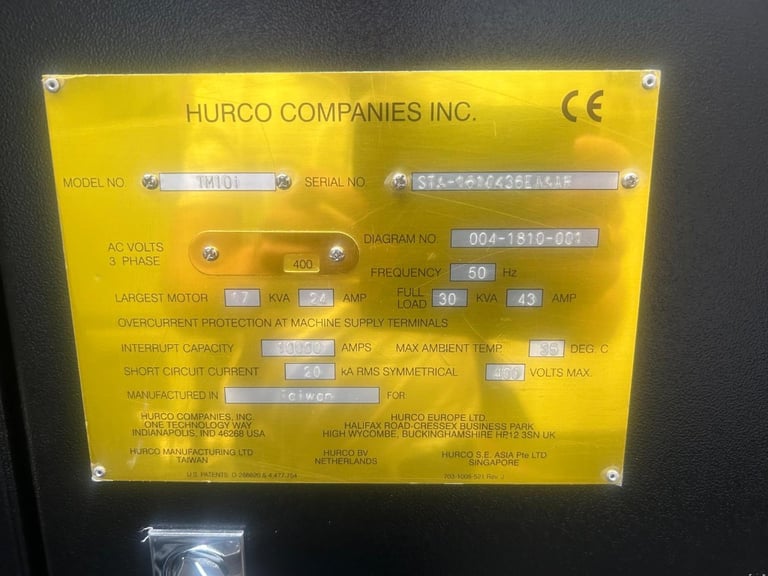 HURCO COMPANIES INC. CE
MODEL NO. TM10i SERIAL NO.
DIAGRAM NO. 004-1810-001
AC VOLTS
3 PHASE 400
FREQUENCY 50 Hz
LARGEST MOTOR 17 KVA 24 AMP FULL LOAD 30 KVA 43 AMP
OVERCURRENT PROTECTION AT MACHINE SUPPLY TERMINALS
INTERRUPT CAPACITY 10000 AMPS MAX AMBIENT TEMP. DEG. C
SHORT CIRCUIT CURRENT 20 kA RMS SYMMETRICAL 400 VOLTS MAX.
MANUFACTURED IN Taiwan FOR
HURCO COMPANIES, INC.
ONE TECHNOLOGY WAY
INDIANAPOLIS, IND 46268 USA
HURCO EUROPE LTD.
HALIFAX ROAD-CRESSEX BUSINESS PARK
HIGH WYCOMBE, BUCKINGHAMSHIRE HP12 3SN UK
HURCO MANUFACTURING LTD
TAIWAN
HURCO BV
NETHERLANDS
HURCO S.E. ASIA Pte LTD
SINGAPORE
U.S. PATENTS